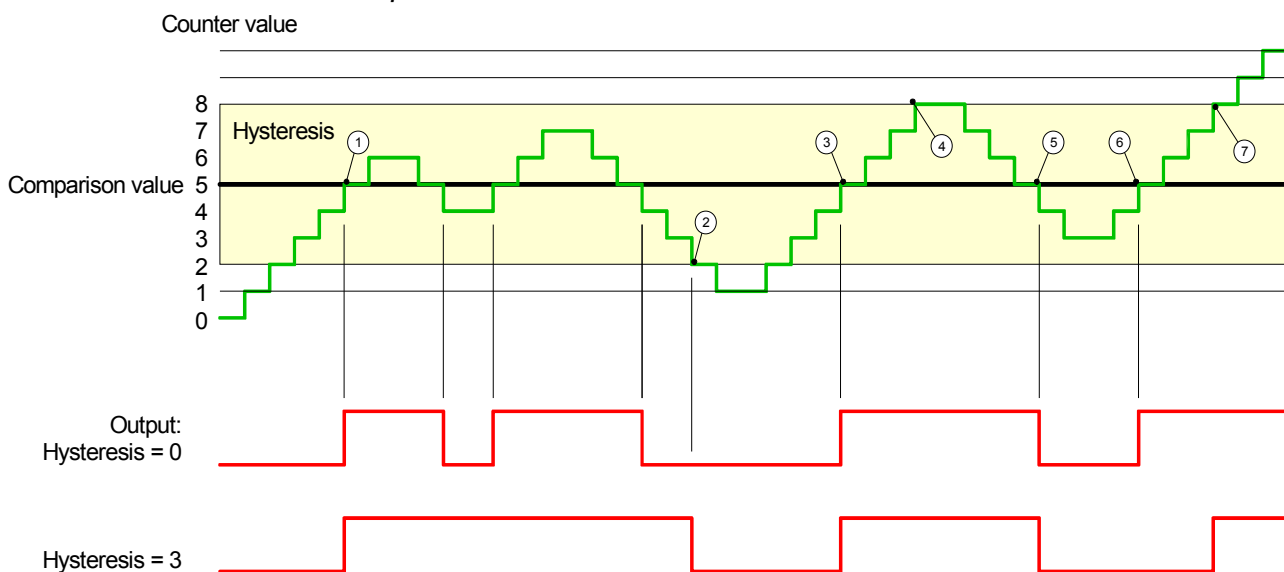 Counter value
8
Hysteresis
1
3
4
5
6
7
7
6
Comparison value 5
4
3
2
2
1
0
Output:
Hysteresis = 0
Hysteresis = 3